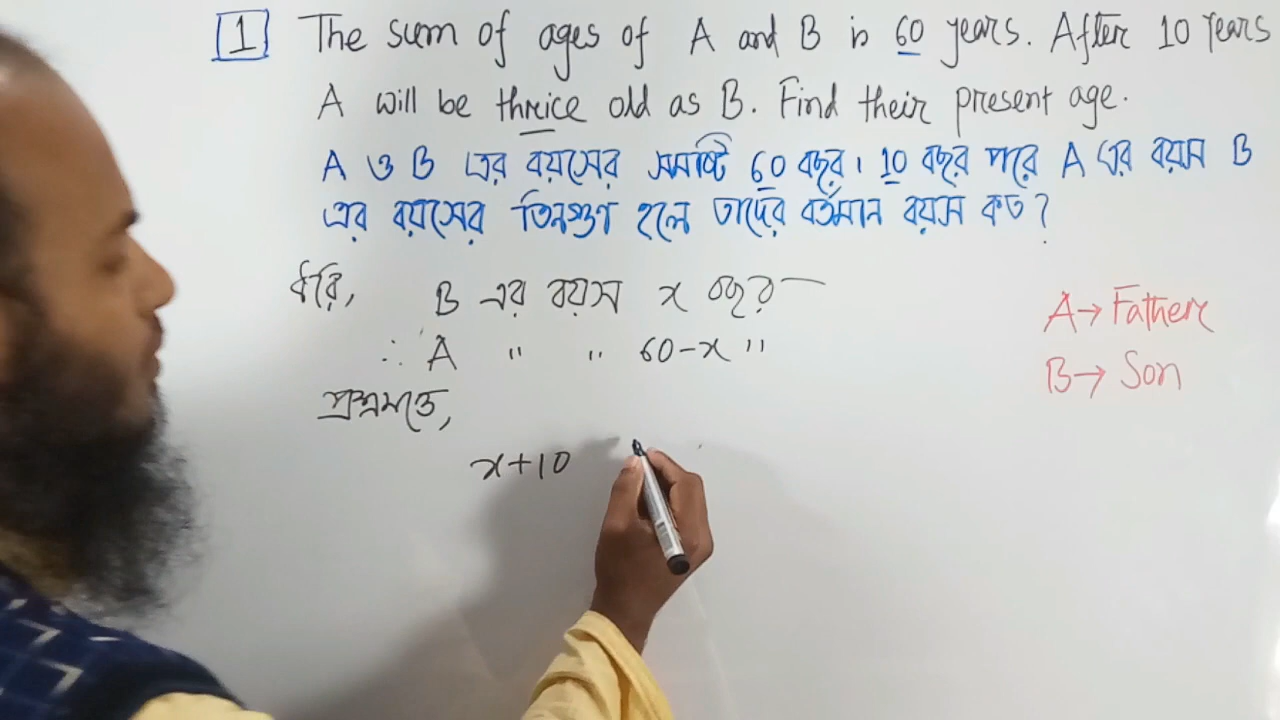 1 The sum of ages of A and B is 60 years. After 10 Years
A will be thrice old as B. Find their present age.
A ও B এর বয়সের সমষ্টি 60 বছর। 10 বছর পরে A এর বয়স B
এর বয়সের তিনগুণ হলে তাদের বর্তমান বয়স কত?
ধরি, B এর বয়স x বছর
∴ A " " 60-x "
প্রশ্নমতে,
x+10
A→ Father
B→ Son